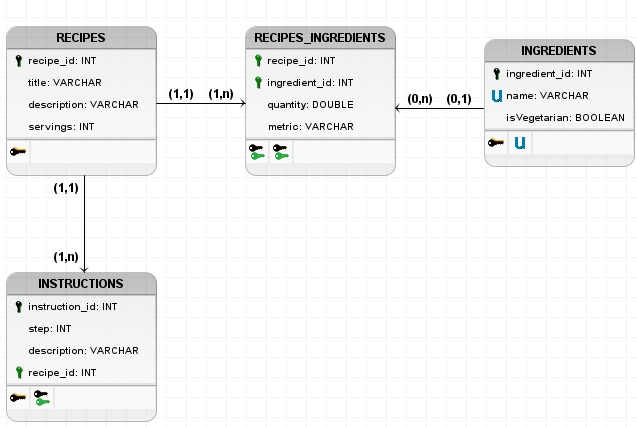 RECIPES
recipe_id: INT
title: VARCHAR
description: VARCHAR
servings: INT
(1,1)
(1,n)
RECIPES_INGREDIENTS
recipe_id: INT
ingredient_id: INT
quantity: DOUBLE
metric: VARCHAR
(0,n)
(0,1)
INGREDIENTS
ingredient_id: INT
U name: VARCHAR
isVegetarian: BOOLEAN
U
(1,1)
(1,n)
INSTRUCTIONS
instruction_id: INT
step: INT
description: VARCHAR
recipe_id: INT